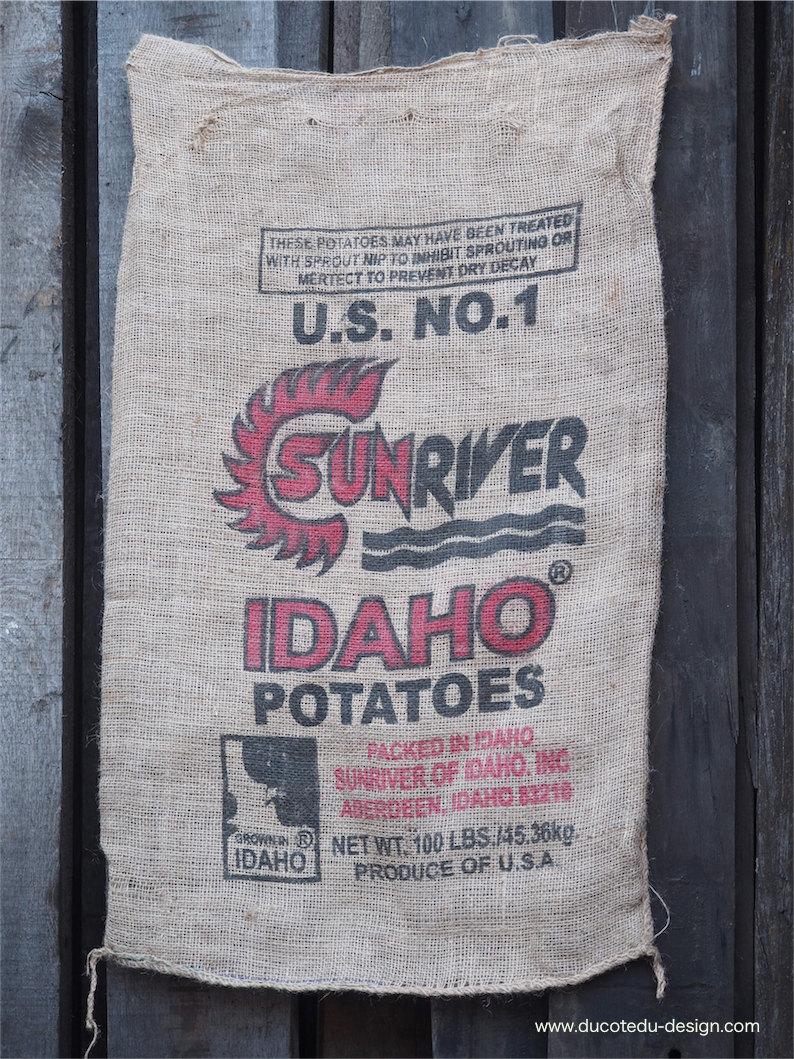 THESE POTATOES MAY HAVE BEEN TREATED
WITH SPROUT NIP TO INHIBIT SPROUTING OR
MERTECT TO PREVENT DRY DECAY
U.S. NO.1
SUNRIVER
IDAHO®
POTATOES
PACKED IN IDAHO
SUNRIVER OF IDAHO, INC
ABERDEEN, IDAHO 83210
GROWN IN ®
IDAHO
NET WT. 100 LBS./45.36kg.
PRODUCE OF U.S.A
www.ducotedu-design.com